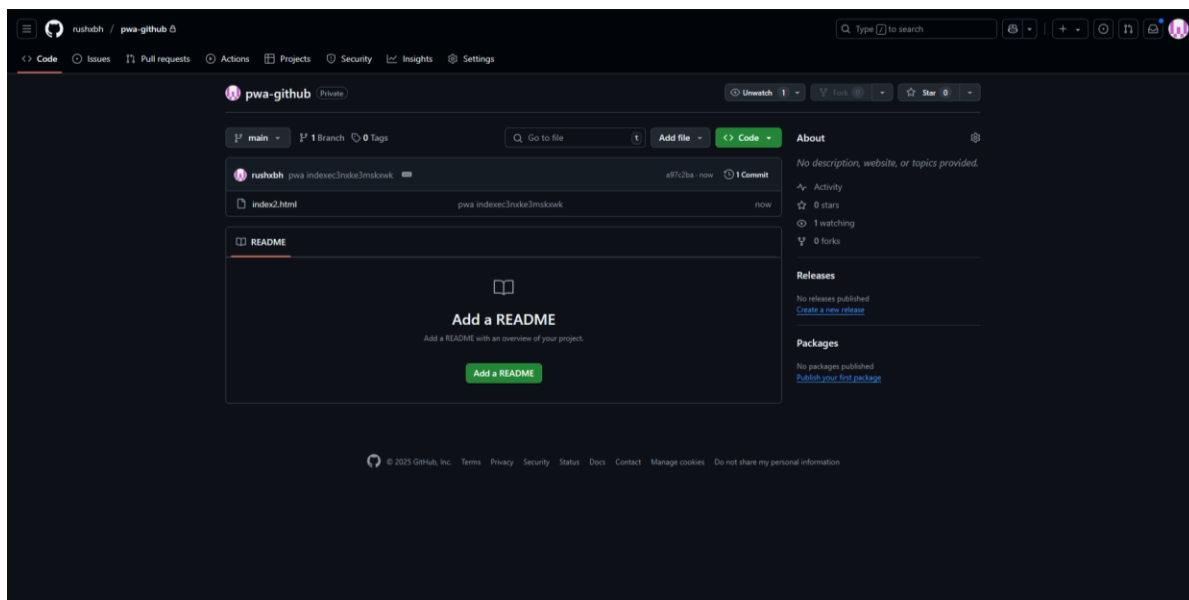 rushxbh / pwa-github
Type / to search
Code Issues Pull requests Actions Projects Security Insights Settings
pwa-github Private
Unwatch 1 Fork 0 Star 0
main 1 Branch 0 Tags Go to file t Add file Code
rushxbh pwa indexec3nxke3mskxwk a97c2ba · now 1 Commit
index2.html pwa indexec3nxke3mskxwk now
README
Add a README
Add a README with an overview of your project.
Add a README
About
No description, website, or topics provided.
Activity
0 stars
1 watching
0 forks
Releases
No releases published
Create a new release
Packages
No packages published
Publish your first package
© 2025 GitHub, Inc. Terms Privacy Security Status Docs Contact Manage cookies Do not share my personal information